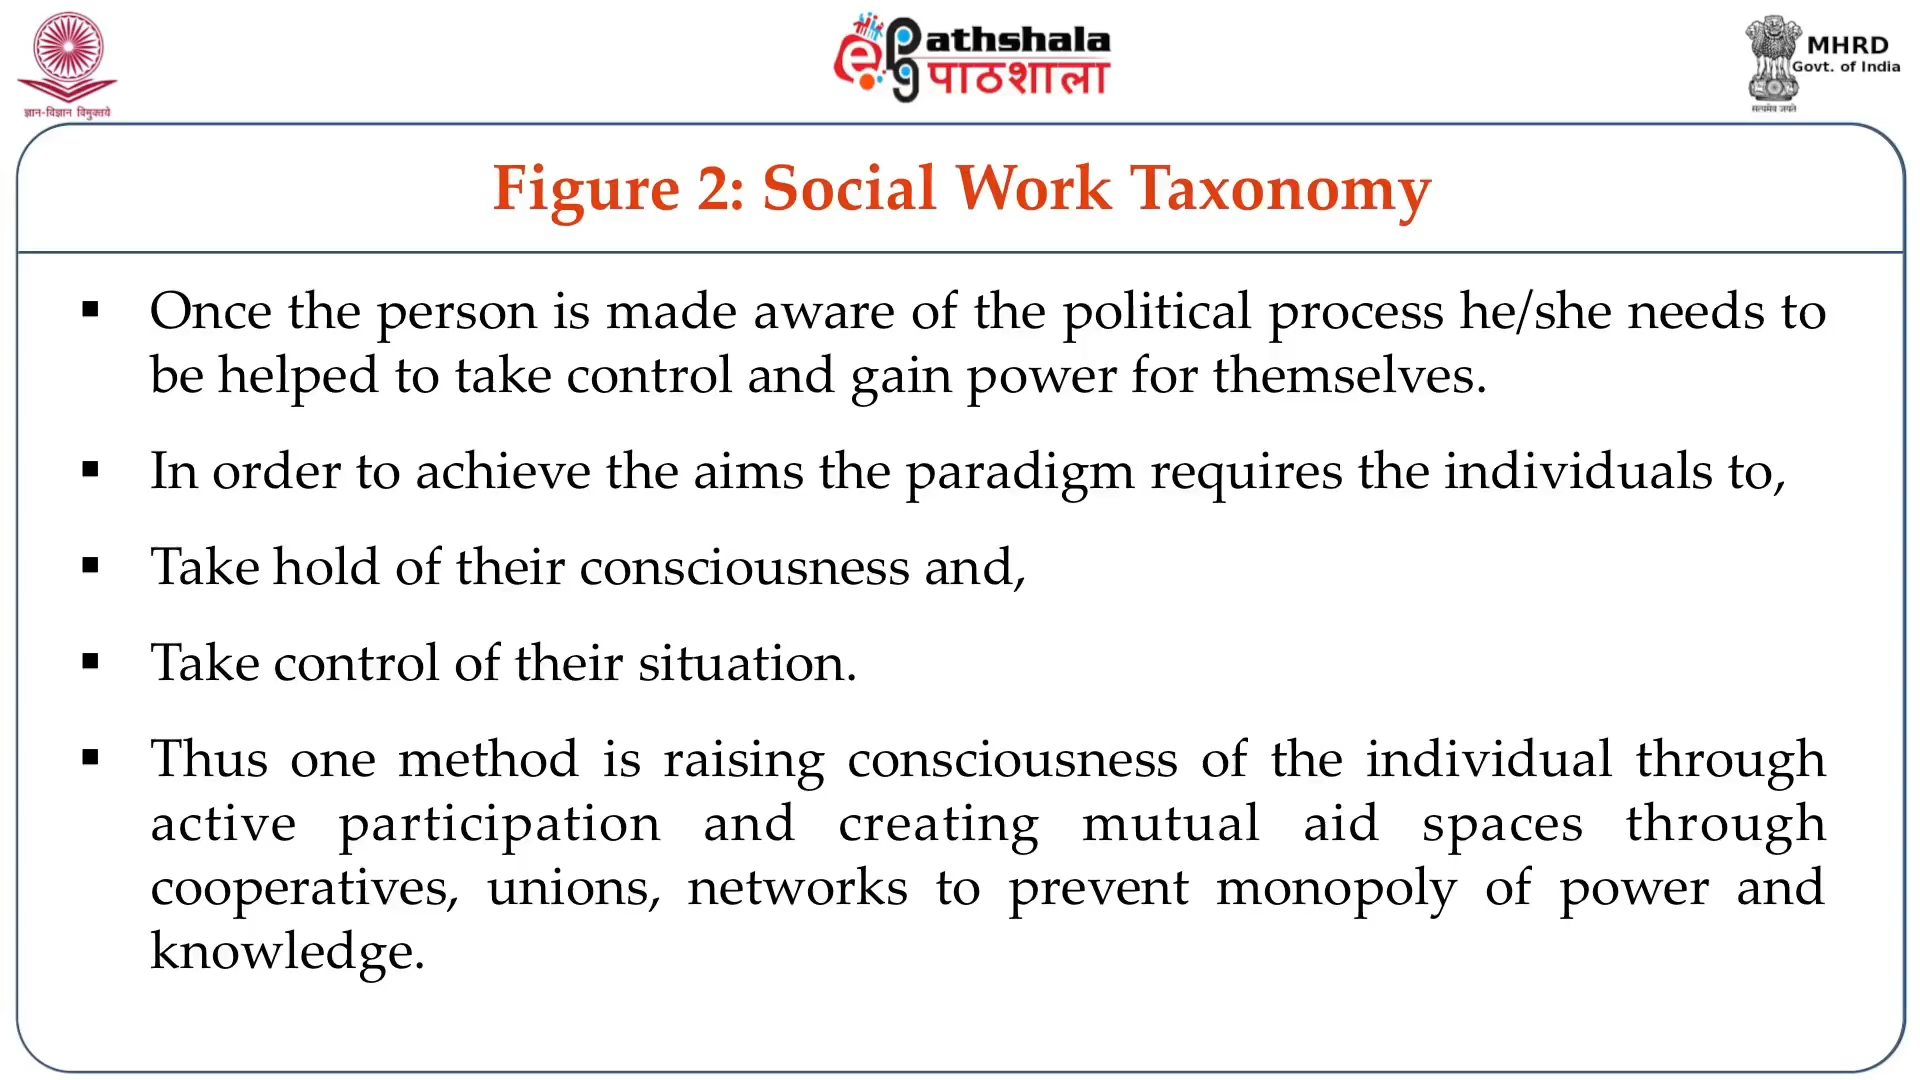 ज्ञान-विज्ञान विमुक्तये
ePG Pathshala
पाठशाला
MHRD
Govt. of India
सत्यमेव जयते
Figure 2: Social Work Taxonomy
▪ Once the person is made aware of the political process he/she needs to
be helped to take control and gain power for themselves.
▪ In order to achieve the aims the paradigm requires the individuals to,
▪ Take hold of their consciousness and,
▪ Take control of their situation.
▪ Thus one method is raising consciousness of the individual through
active participation and creating mutual aid spaces through
cooperatives, unions, networks to prevent monopoly of power and
knowledge.